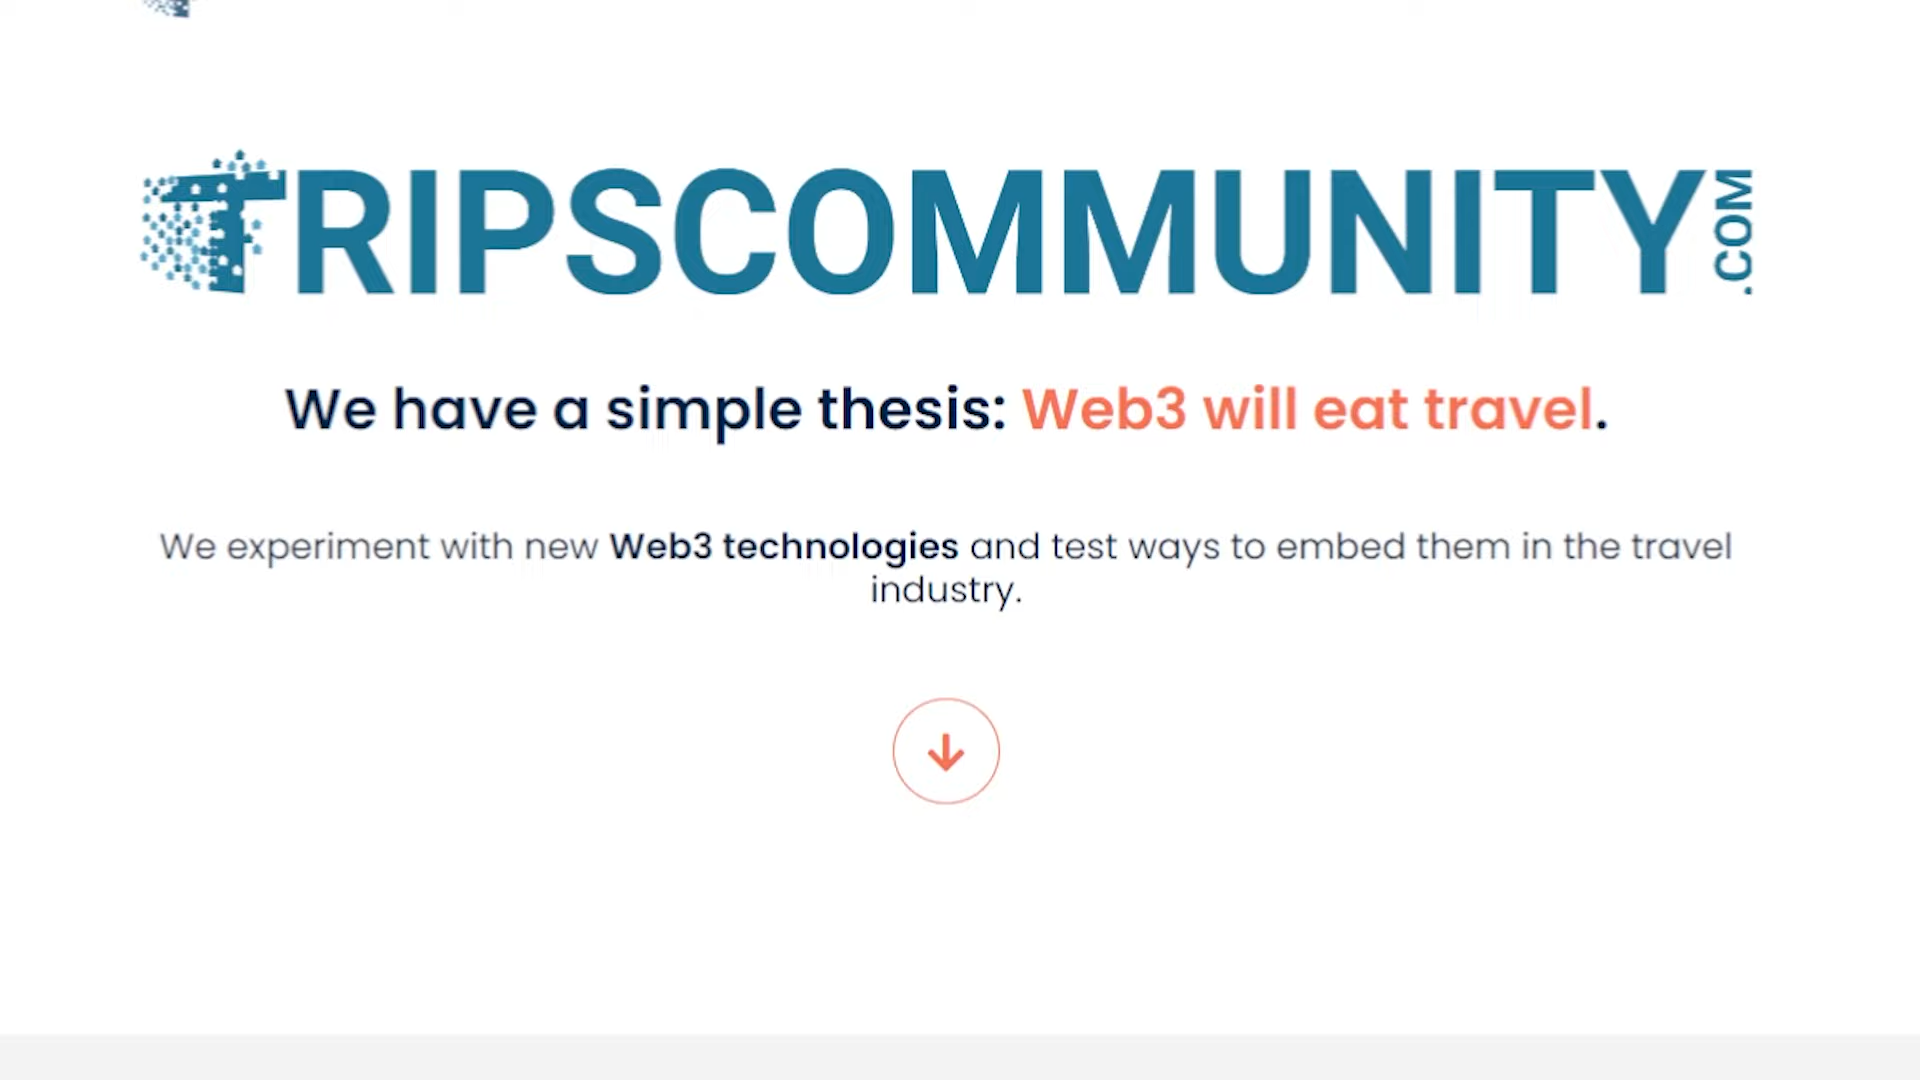 TRIPSCOMMUNITY.COM
We have a simple thesis: Web3 will eat travel.
We experiment with new Web3 technologies and test ways to embed them in the travel
industry.